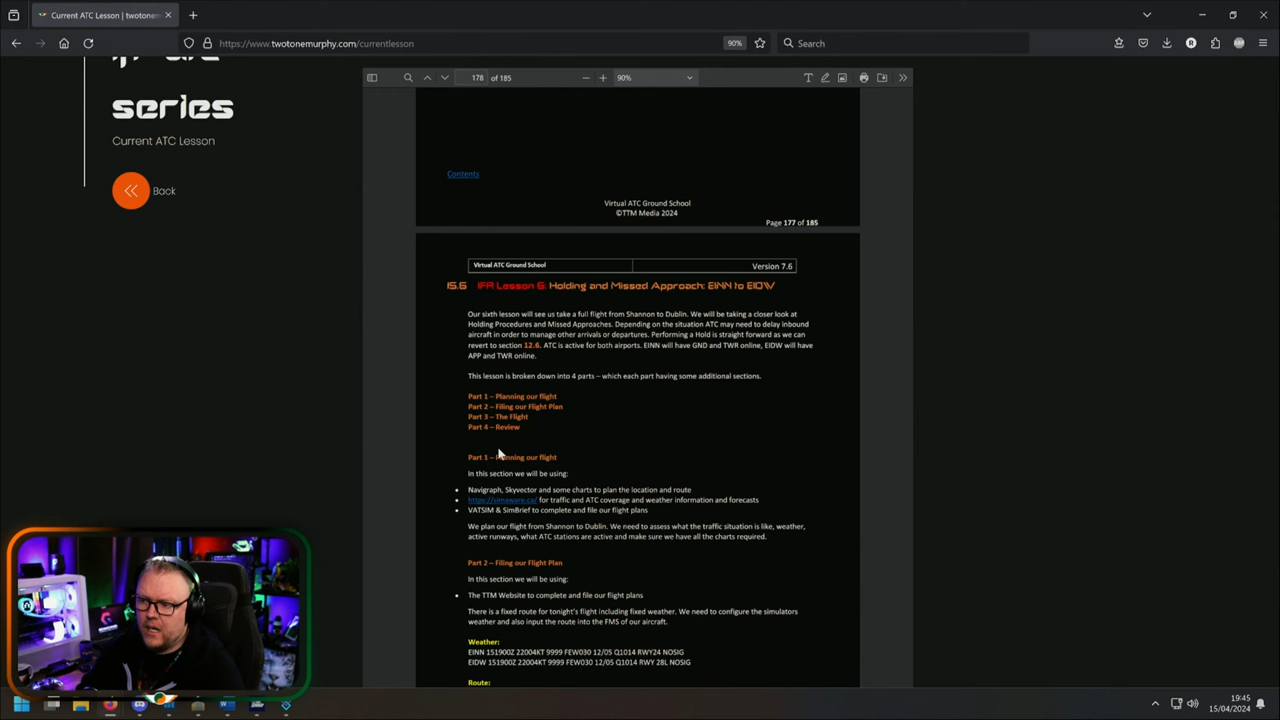 Current ATC Lesson | twotonem
https://www.twotonemurphy.com/currentlesson
90%
Search
ifr atc
series
Current ATC Lesson
Back
178 of 185
90%
Contents
Virtual ATC Ground School
©TTM Media 2024
Page 177 of 185
Virtual ATC Ground School
Version 7.6
15.6 IFR Lesson 6: Holding and Missed Approach: EINN to EIDW
Our sixth lesson will see us take a full flight from Shannon to Dublin. We will be taking a closer look at
Holding Procedures and Missed Approaches. Depending on the situation ATC may need to delay inbound
aircraft in order to manage other arrivals or departures. Performing a Hold is straight forward as we can
revert to section 12.6. ATC is active for both airports. EINN will have GND and TWR online, EIDW will have
APP and TWR online.
This lesson is broken down into 4 parts – which each part having some additional sections.
Part 1 – Planning our flight
Part 2 – Filing our Flight Plan
Part 3 – The Flight
Part 4 – Review
Part 1 – Planning our flight
In this section we will be using:
• Navigraph, Skyvector and some charts to plan the location and route
• https://simaware.ca/ for traffic and ATC coverage and weather information and forecasts
• VATSIM & SimBrief to complete and file our flight plans
We plan our flight from Shannon to Dublin. We need to assess what the traffic situation is like, weather,
active runways, what ATC stations are active and make sure we have all the charts required.
Part 2 – Filing our Flight Plan
In this section we will be using:
• The TTM Website to complete and file our flight plans
There is a fixed route for tonight's flight including fixed weather. We need to configure the simulators
weather and also input the route into the FMS of our aircraft.
Weather:
EINN 151900Z 22004KT 9999 FEW030 12/05 Q1014 RWY24 NOSIG
EIDW 151900Z 22004KT 9999 FEW030 12/05 Q1014 RWY 28L NOSIG
Route:
19:45
15/04/2024